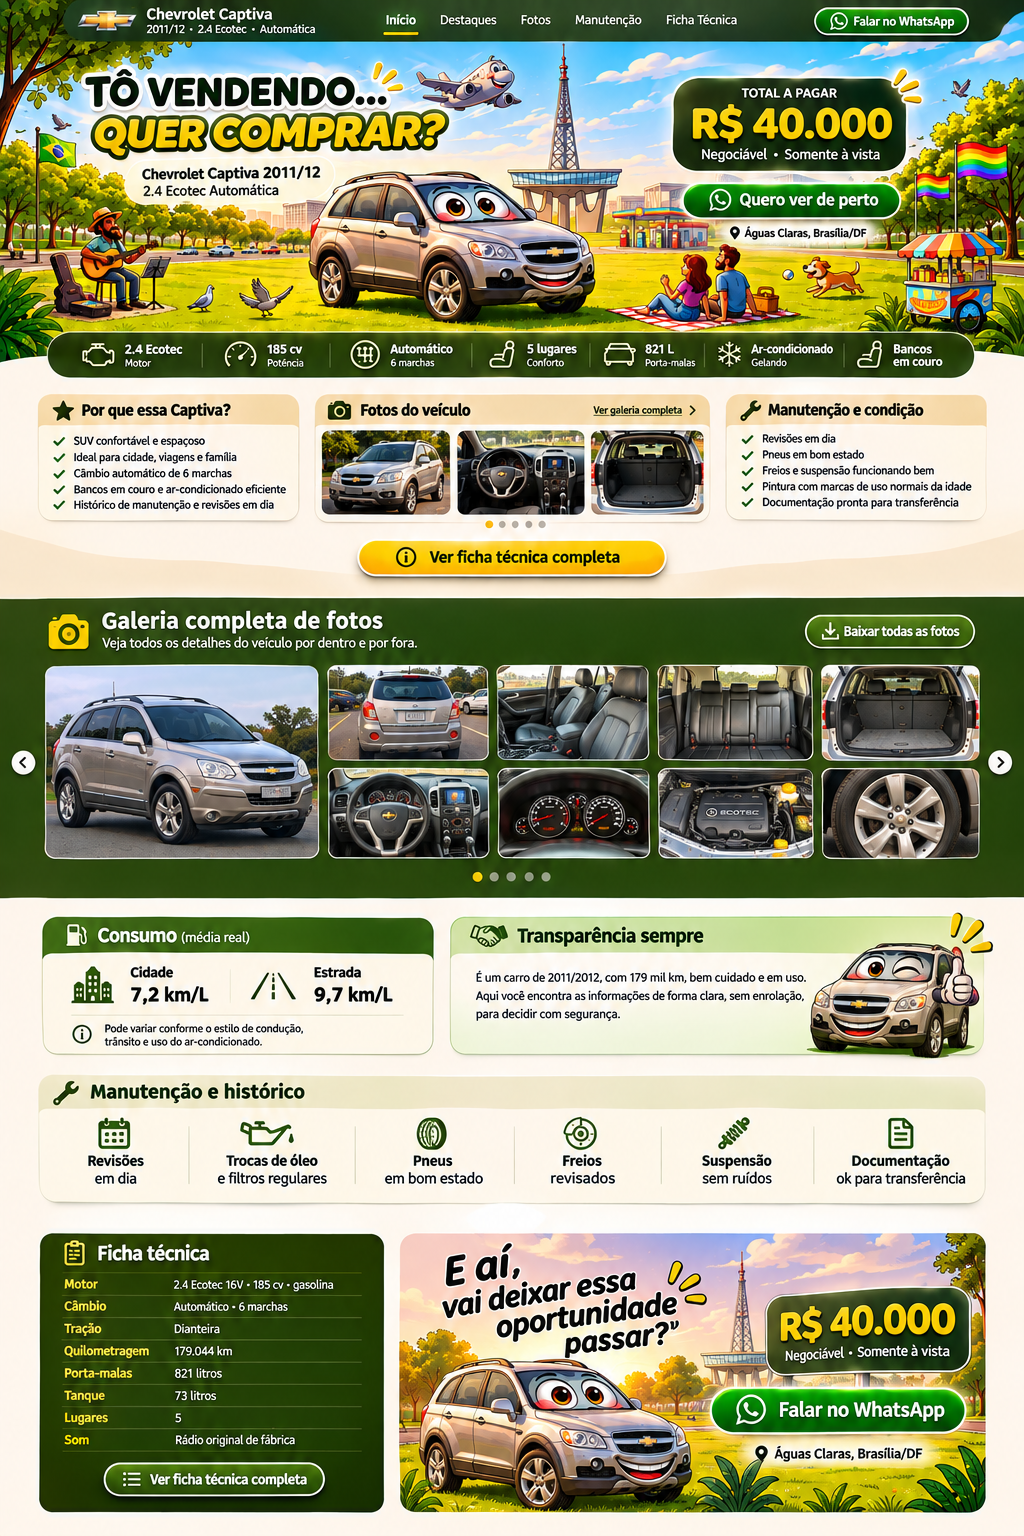 Chevrolet Captiva
2011/12 • 2.4 Ecotec • Automática
Início
Destaques
Fotos
Manutenção
Ficha Técnica
Falar no WhatsApp
TÔ VENDENDO...
QUER COMPRAR?
Chevrolet Captiva 2011/12
2.4 Ecotec Automática
TOTAL A PAGAR
R$ 40.000
Negociável • Somente à vista
Quero ver de perto
Águas Claras, Brasília/DF
2.4 Ecotec
Motor
185 cv
Potência
Automático
6 marchas
5 lugares
Conforto
821 L
Porta-malas
Ar-condicionado
Gelando
Bancos
em couro
Por que essa Captiva?
SUV confortável e espaçoso
Ideal para cidade, viagens e família
Câmbio automático de 6 marchas
Bancos em couro e ar-condicionado eficiente
Histórico de manutenção e revisões em dia
Fotos do veículo
Ver galeria completa
Manutenção e condição
Revisões em dia
Pneus em bom estado
Freios e suspensão funcionando bem
Pintura com marcas de uso normais da idade
Documentação pronta para transferência
Ver ficha técnica completa
Galeria completa de fotos
Veja todos os detalhes do veículo por dentro e por fora.
Baixar todas as fotos
ECOTEC
Consumo (média real)
Cidade
7,2 km/L
Estrada
9,7 km/L
Pode variar conforme o estilo de condução,
trânsito e uso do ar-condicionado.
Transparência sempre
É um carro de 2011/2012, com 179 mil km, bem cuidado e em uso.
Aqui você encontra as informações de forma clara, sem enrolação,
para decidir com segurança.
Manutenção e histórico
Revisões
em dia
Trocas de óleo
e filtros regulares
Pneus
em bom estado
Freios
revisados
Suspensão
sem ruídos
Documentação
ok para transferência
Ficha técnica
Motor 2.4 Ecotec 16V • 185 cv • gasolina
Câmbio Automático • 6 marchas
Tração Dianteira
Quilometragem 179.044 km
Porta-malas 821 litros
Tanque 73 litros
Lugares 5
Som Rádio original de fábrica
Ver ficha técnica completa
E aí,
vai deixar essa
oportunidade
passar?”
R$ 40.000
Negociável • Somente à vista
Falar no WhatsApp
Águas Claras, Brasília/DF